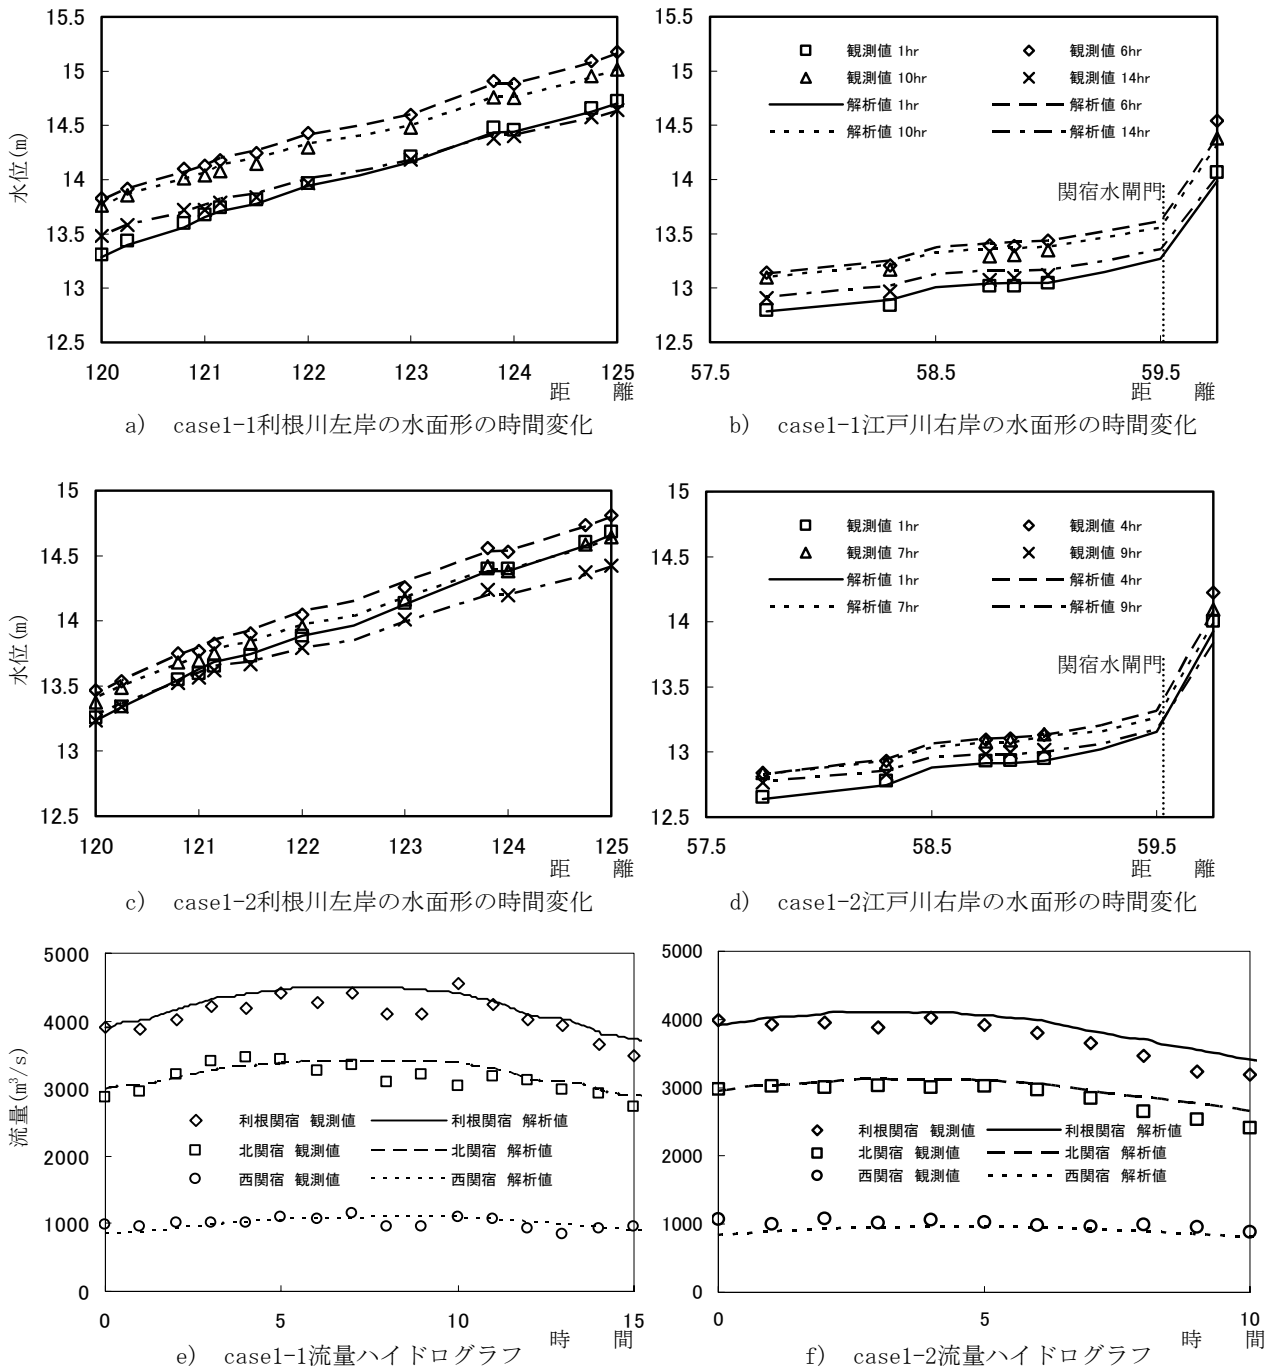 15.5
15
14.5
14
13.5
13
12.5
水位(m)
120 121 122 123 124 125
距 離
a) case1-1利根川左岸の水面形の時間変化
15.5
15
14.5
14
13.5
13
12.5
観測値 1hr 観測値 6hr
観測値 10hr 観測値 14hr
解析値 1hr 解析値 6hr
解析値 10hr 解析値 14hr
関宿水閘門
57.5 58.5 59.5
距 離
b) case1-1江戸川右岸の水面形の時間変化
15
14.5
14
13.5
13
12.5
水位(m)
120 121 122 123 124 125
距 離
c) case1-2利根川左岸の水面形の時間変化
15
14.5
14
13.5
13
12.5
観測値 1hr 観測値 4hr
観測値 7hr 観測値 9hr
解析値 1hr 解析値 4hr
解析値 7hr 解析値 9hr
関宿水閘門
57.5 58.5 59.5
距 離
d) case1-2江戸川右岸の水面形の時間変化
5000
4000
3000
2000
1000
0
流量(m³/s)
利根関宿 観測値 利根関宿 解析値
北関宿 観測値 北関宿 解析値
西関宿 観測値 西関宿 解析値
0 5 10 15
時 間
e) case1-1流量ハイドログラフ
5000
4000
3000
2000
1000
0
利根関宿 観測値 利根関宿 解析値
北関宿 観測値 北関宿 解析値
西関宿 観測値 西関宿 解析値
0 5 10
時 間
f) case1-2流量ハイドログラフ